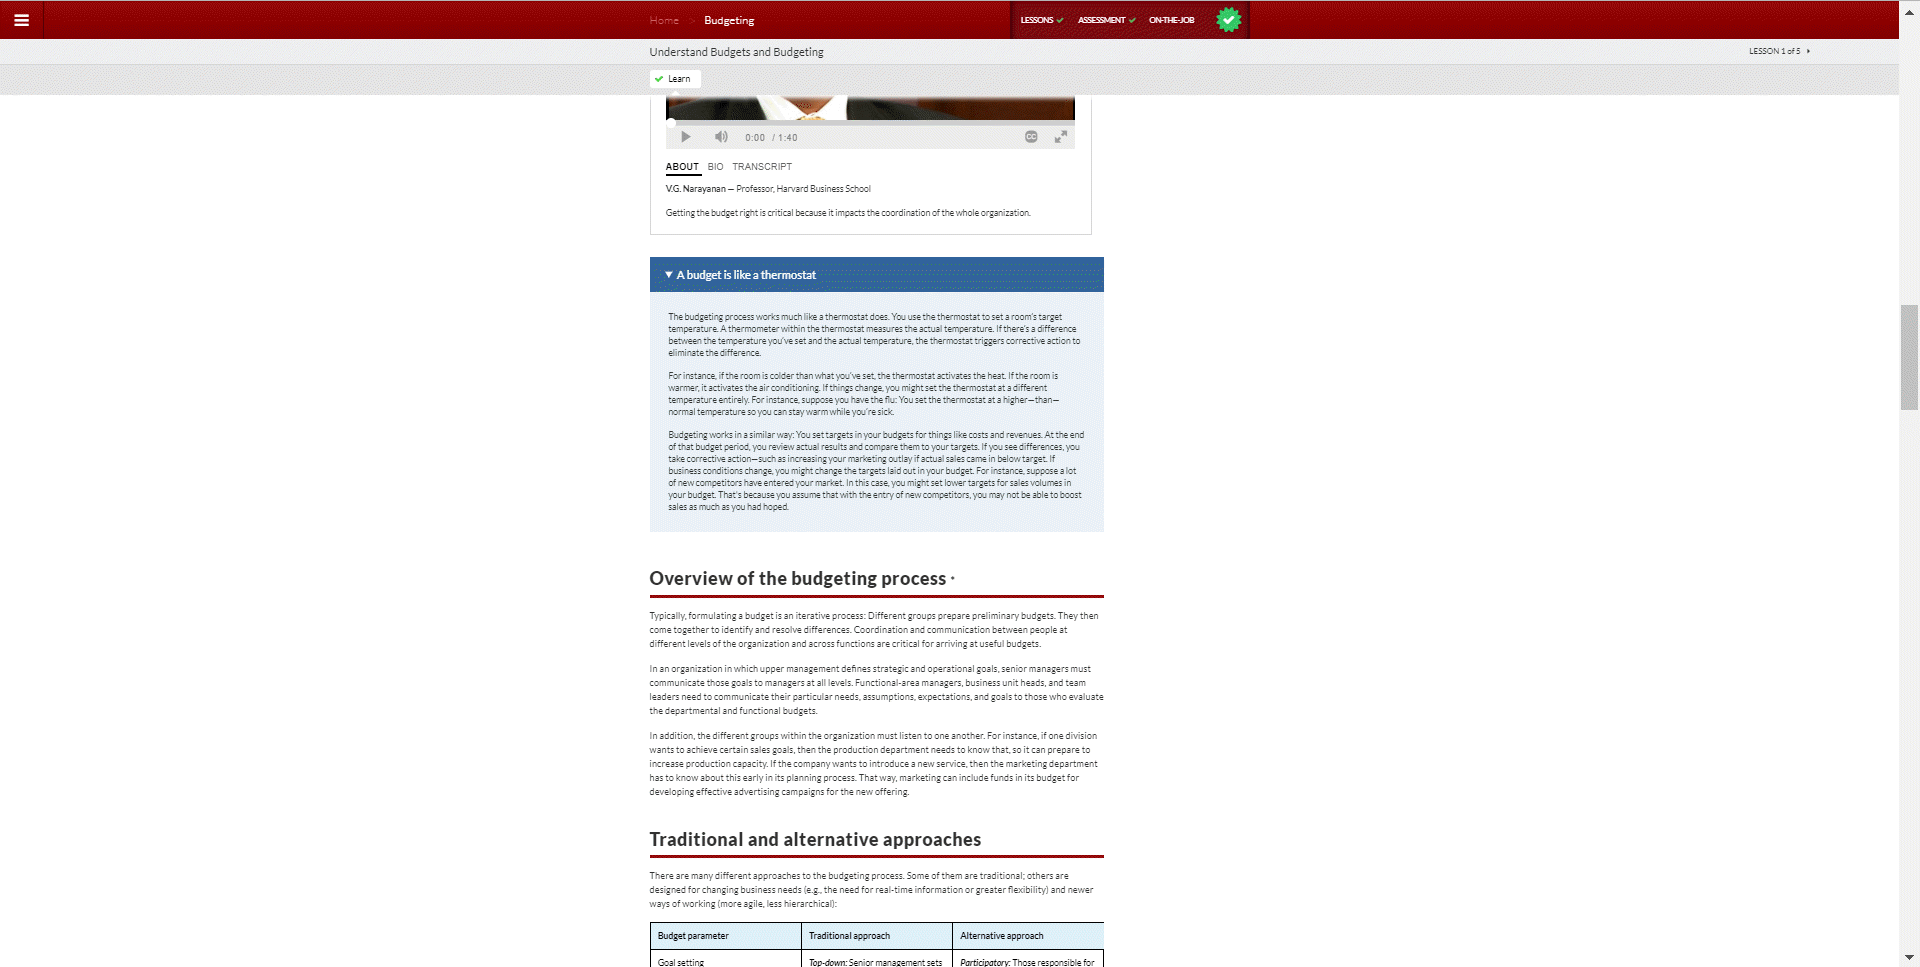 Home > Budgeting
LESSONS ASSESSMENT ON-THE-JOB
Understand Budgets and Budgeting
LESSON 1 of 5
Learn
0:00 / 1:40
CC
ABOUT BIO TRANSCRIPT
V.G. Narayanan — Professor, Harvard Business School
Getting the budget right is critical because it impacts the coordination of the whole organization.
A budget is like a thermostat
The budgeting process works much like a thermostat does. You use the thermostat to set a room's target
temperature. A thermometer within the thermostat measures the actual temperature. If there's a difference
between the temperature you've set and the actual temperature, the thermostat triggers corrective action to
eliminate the difference.
For instance, if the room is colder than what you've set, the thermostat activates the heat. If the room is
warmer, it activates the air conditioning. If things change, you might set the thermostat at a different
temperature entirely. For instance, suppose you have the flu: You set the thermostat at a higher—than—
normal temperature so you can stay warm while you're sick.
Budgeting works in a similar way: You set targets in your budgets for things like costs and revenues. At the end
of that budget period, you review actual results and compare them to your targets. If you see differences, you
take corrective action—such as increasing your marketing outlay if actual sales came in below target. If
business conditions change, you might change the targets laid out in your budget. For instance, suppose a lot
of new competitors have entered your market. In this case, you might set lower targets for sales volumes in
your budget. That's because you assume that with the entry of new competitors, you may not be able to boost
sales as much as you had hoped.
Overview of the budgeting process
Typically, formulating a budget is an iterative process: Different groups prepare preliminary budgets. They then
come together to identify and resolve differences. Coordination and communication between people at
different levels of the organization and across functions are critical for arriving at useful budgets.
In an organization in which upper management defines strategic and operational goals, senior managers must
communicate those goals to managers at all levels. Functional-area managers, business unit heads, and team
leaders need to communicate their particular needs, assumptions, expectations, and goals to those who evaluate
the departmental and functional budgets.
In addition, the different groups within the organization must listen to one another. For instance, if one division
wants to achieve certain sales goals, then the production department needs to know that, so it can prepare to
increase production capacity. If the company wants to introduce a new service, then the marketing department
has to know about this early in its planning process. That way, marketing can include funds in its budget for
developing effective advertising campaigns for the new offering.
Traditional and alternative approaches
There are many different approaches to the budgeting process. Some of them are traditional; others are
designed for changing business needs (e.g., the need for real-time information or greater flexibility) and newer
ways of working (more agile, less hierarchical):
Budget parameter Traditional approach Alternative approach
Goal setting Top-down: Senior management sets Participatory: Those responsible for